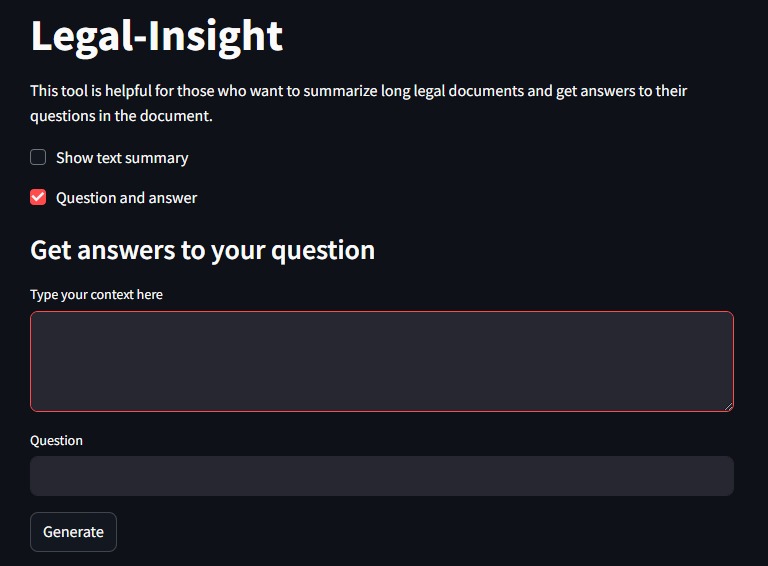 Legal-Insight
This tool is helpful for those who want to summarize long legal documents and get answers to their
questions in the document.
Show text summary
Question and answer
Get answers to your question
Type your context here
Question
Generate